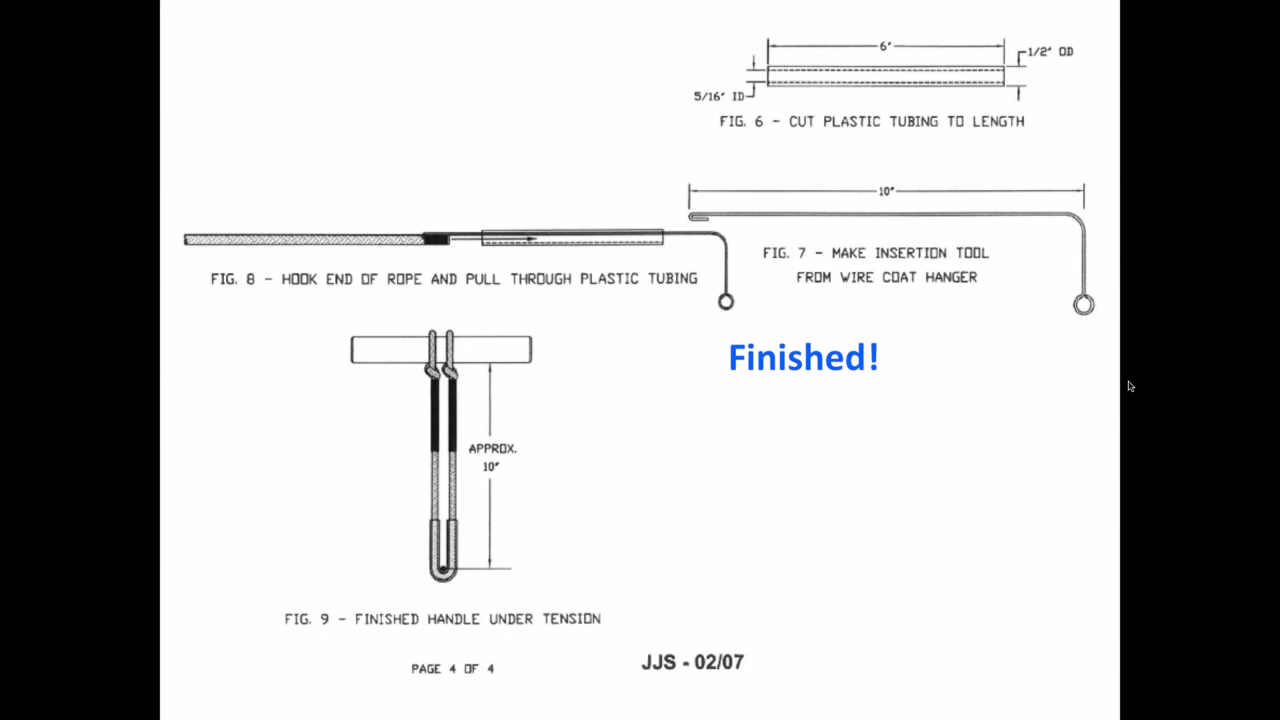 6"
1/2" OD
5/16" ID
FIG. 6 - CUT PLASTIC TUBING TO LENGTH
10"
FIG. 7 - MAKE INSERTION TOOL
FROM WIRE COAT HANGER
FIG. 8 - HOOK END OF ROPE AND PULL THROUGH PLASTIC TUBING
Finished!
APPROX.
10"
FIG. 9 - FINISHED HANDLE UNDER TENSION
PAGE 4 OF 4
JJS - 02/07